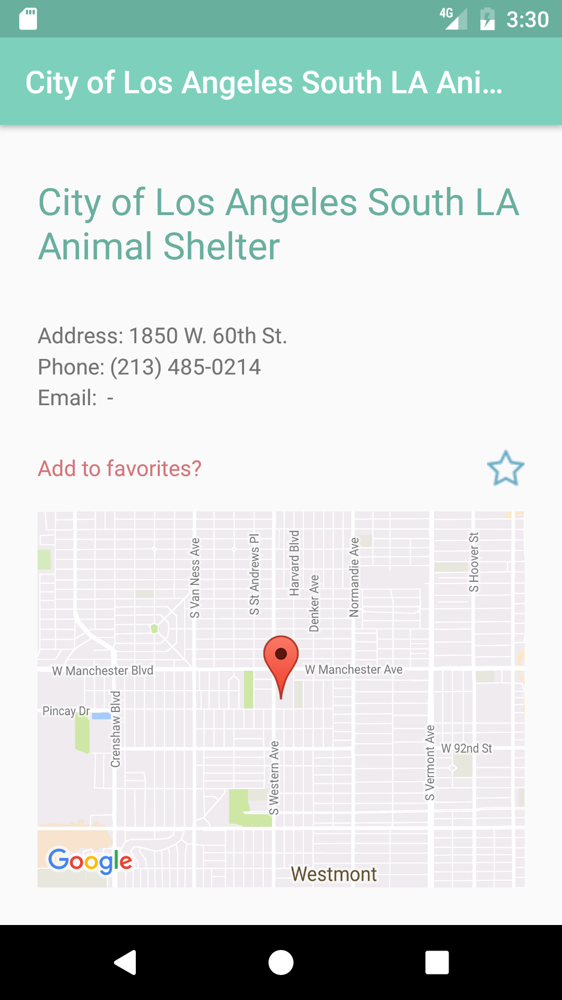 4G 3:30
City of Los Angeles South LA Ani...
City of Los Angeles South LA
Animal Shelter
Address: 1850 W. 60th St.
Phone: (213) 485-0214
Email: -
Add to favorites?
S Van Ness Ave
S St Andrews Pl
Harvard Blvd
Denker Ave
Normandie Ave
S Hoover St
W Manchester Blvd
W Manchester Ave
Pincay Dr
Crenshaw Blvd
S Western Ave
S Vermont Ave
W 92nd St
Google
Westmont